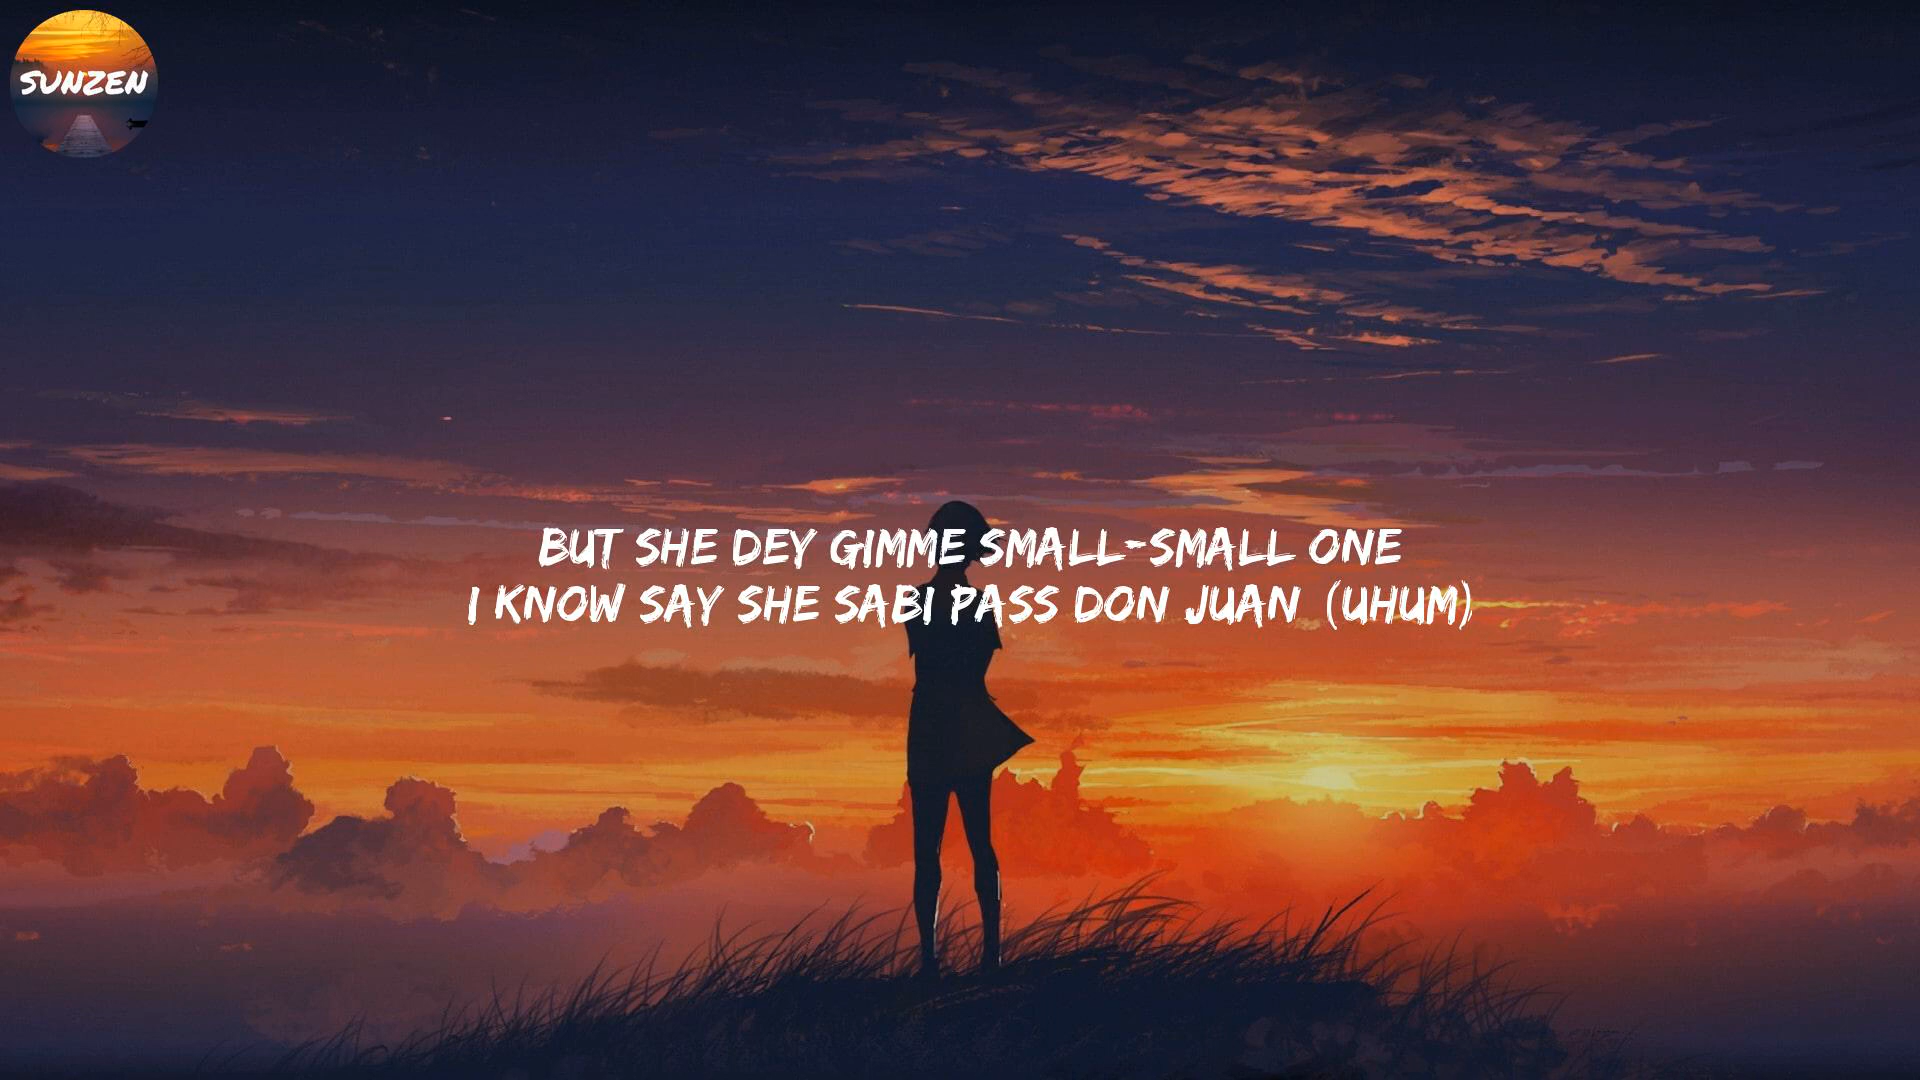 SUNZEN
BUT SHE DEY GIMME SMALL-SMALL ONE
I KNOW SAY SHE SABI PASS DON JUAN (UHUM)